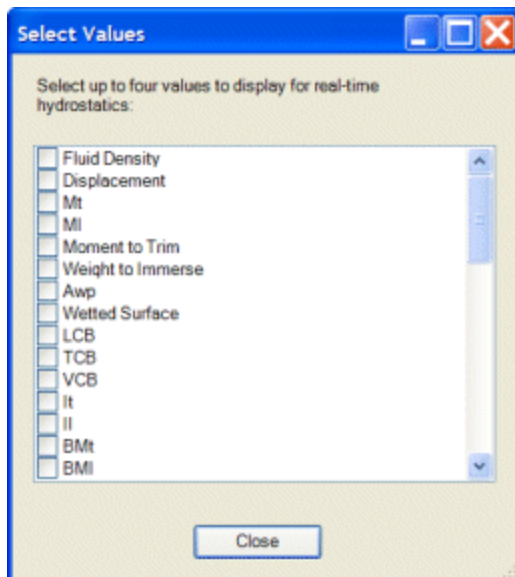 Select Values
Select up to four values to display for real-time
hydrostatics:
Fluid Density
Displacement
Mt
Ml
Moment to Trim
Weight to Immerse
Awp
Wetted Surface
LCB
TCB
VCB
It
Il
BMt
BMl
Close